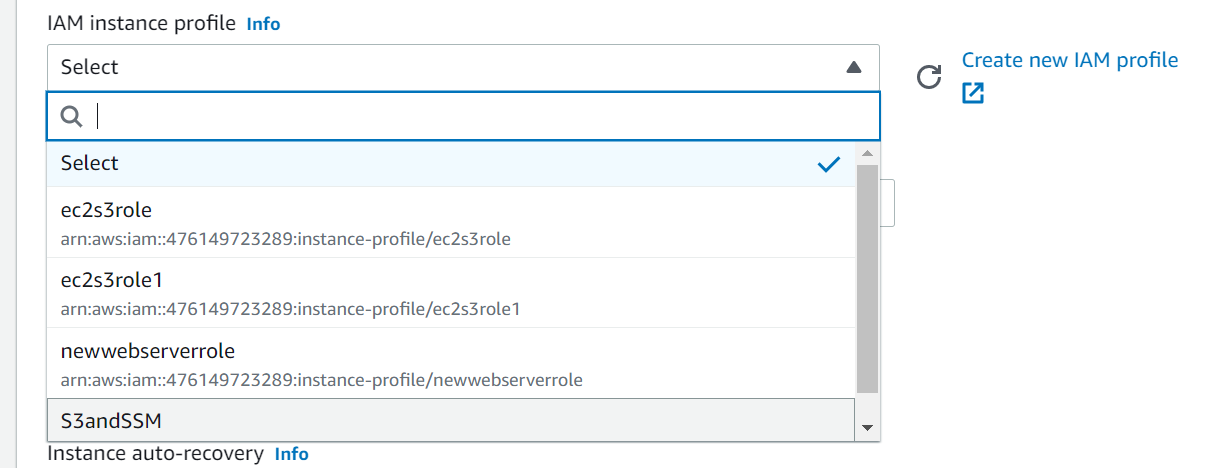 IAM instance profile Info
Select
Create new IAM profile
Select
ec2s3role
arn:aws:iam::476149723289:instance-profile/ec2s3role
ec2s3role1
arn:aws:iam::476149723289:instance-profile/ec2s3role1
newwebserverrole
arn:aws:iam::476149723289:instance-profile/newwebserverrole
S3andSSM
Instance auto-recovery Info